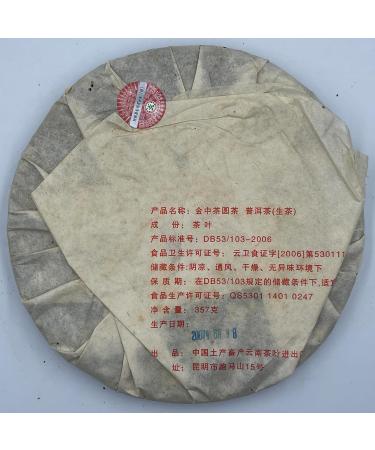 产品名称：金中茶圆茶 普洱茶(生茶)
成 份：茶 叶
产品标准号：DB53/103-2006
食品卫生许可证号：云卫食证字[2006]第530111
储藏条件：阴凉、通风、干燥、无异味环境下
保 质 期：在DB53/103规定的储藏条件下，适宜
食品生产许可证号：QS5301 1401 0247
净 含 量：357克
生产日期：
出 品：中国土产畜产云南茶叶进出
址：昆明市跑马山15号